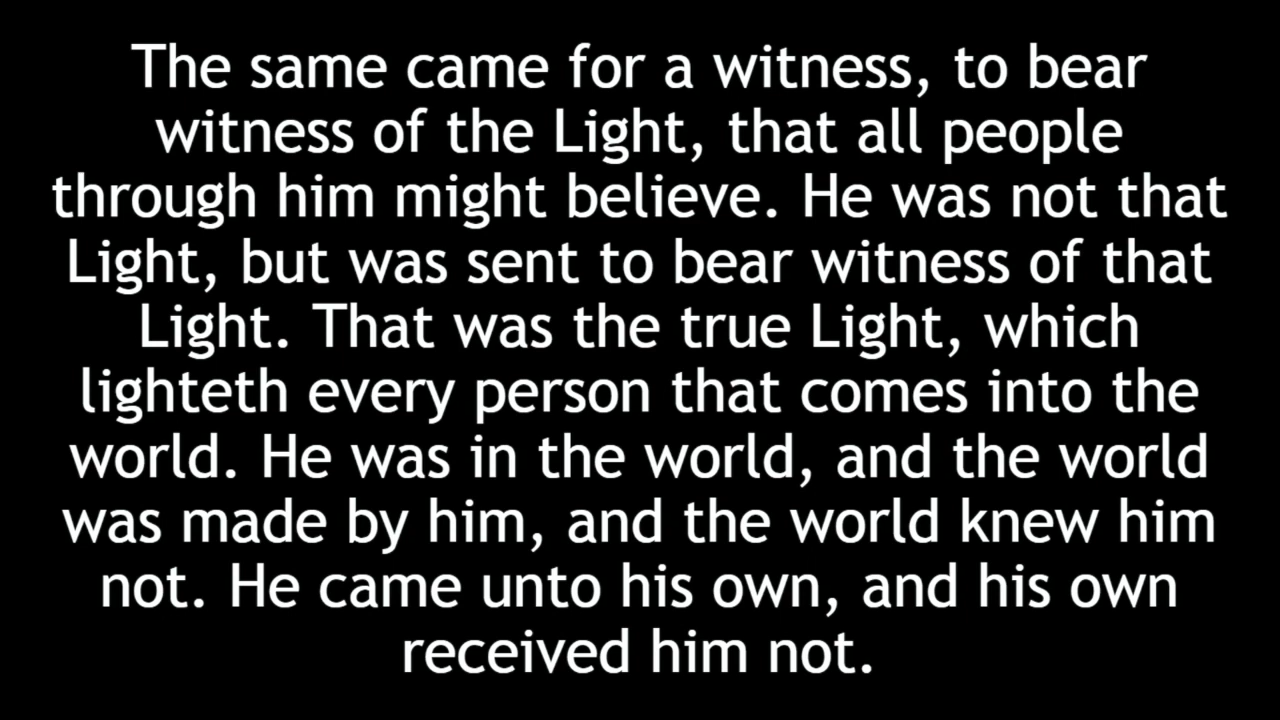 The same came for a witness, to bear
witness of the Light, that all people
through him might believe. He was not that
Light, but was sent to bear witness of that
Light. That was the true Light, which
lighteth every person that comes into the
world. He was in the world, and the world
was made by him, and the world knew him
not. He came unto his own, and his own
received him not.